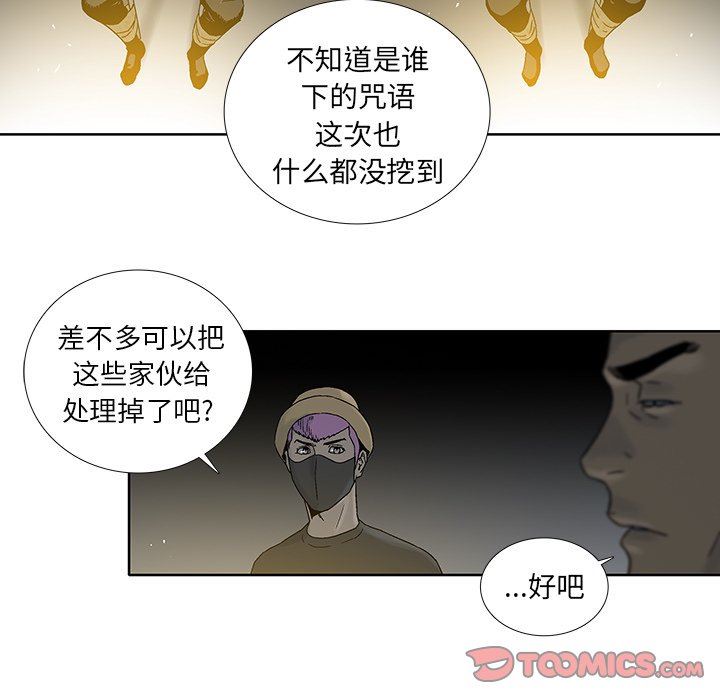 不知道是谁
下的咒语
这次也
什么都没挖到
差不多可以把
这些家伙给
处理掉了吧?
...好吧
TOOMICS.COM